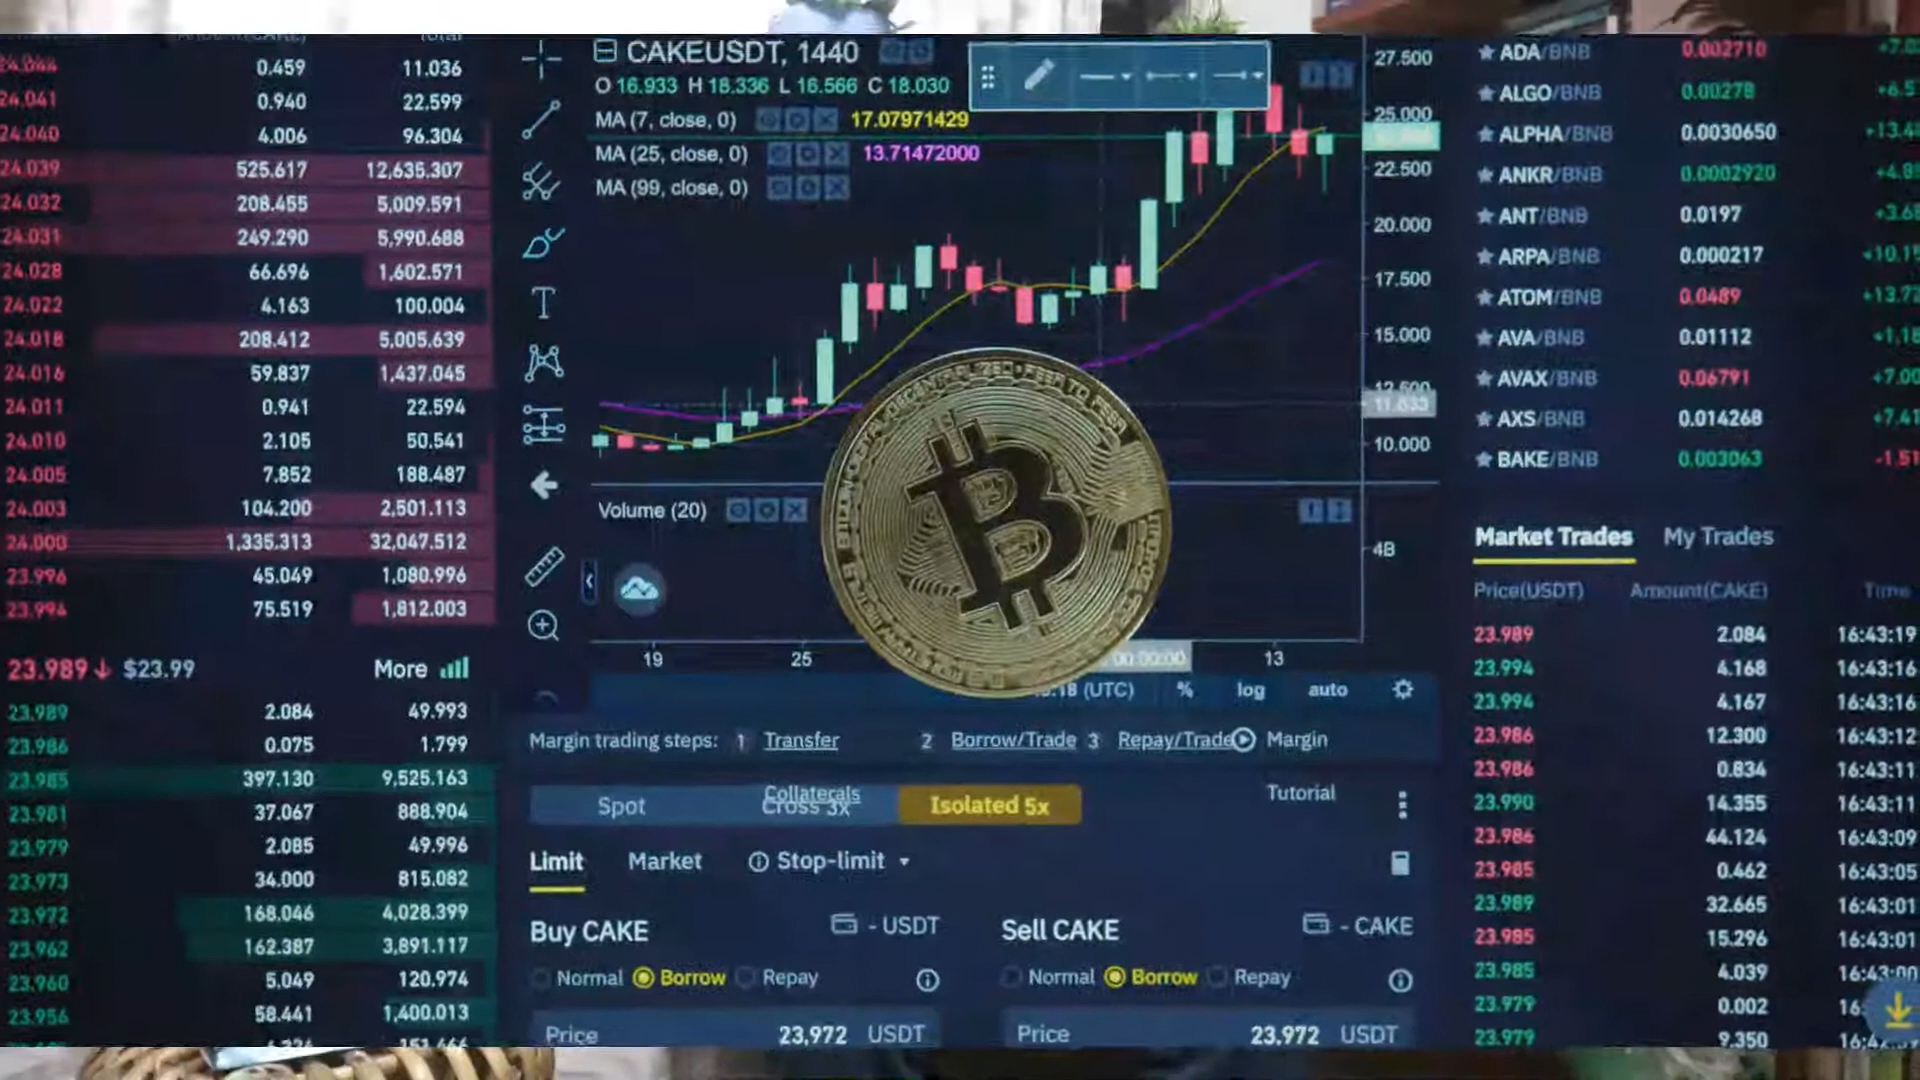 24.044 0.459 11.036
24.041 0.940 22.599
24.040 4.006 96.304
24.039 525.617 12,635.307
24.032 208.455 5,009.591
24.031 249.290 5,990.688
24.028 66.696 1,602.571
24.022 4.163 100.004
24.018 208.412 5,005.639
24.016 59.837 1,437.045
24.011 0.941 22.594
24.010 2.105 50.541
24.005 7.852 188.487
24.003 104.200 2,501.113
24.000 1,335.313 32,047.512
23.996 45.049 1,080.996
23.994 75.519 1,812.003
23.989↓ $23.99 More
23.989 2.084 49.993
23.986 0.075 1.799
23.985 397.130 9,525.163
23.981 37.067 888.904
23.979 2.085 49.996
23.973 34.000 815.082
23.972 168.046 4,028.399
23.962 162.387 3,891.117
23.960 5.049 120.974
23.956 58.441 1,400.013
CAKEUSDT, 1440
O 16.933 H 18.336 L 16.566 C 18.030
MA (7, close, 0) 17.07971429
MA (25, close, 0) 13.71472000
MA (99, close, 0)
27.500
25.000
22.500
20.000
17.500
15.000
12.500
11.833
10.000
Volume (20)
4B
19 25 00:00:00 13
(UTC) % log auto
Margin trading steps: 1 Transfer 2 Borrow/Trade 3 Repay/Trade Margin
Collaterals Tutorial
Spot Cross 3x Isolated 5x
Limit Market Stop-limit
Buy CAKE - USDT
Normal Borrow Repay
Price 23,972 USDT
Sell CAKE - CAKE
Normal Borrow Repay
Price 23,972 USDT
ADA/BNB 0.002710
ALGO/BNB 0.00278
ALPHA/BNB 0.0030650
ANKR/BNB 0.0002920
ANT/BNB 0.0197
ARPA/BNB 0.000217
ATOM/BNB 0.0489
AVA/BNB 0.01112
AVAX/BNB 0.06791
AXS/BNB 0.014268
BAKE/BNB 0.003063
Market Trades My Trades
Price(USDT) Amount(CAKE) Time
23.989 2.084 16:43:19
23.994 4.168 16:43:16
23.994 4.167 16:43:16
23.986 12.300 16:43:12
23.986 0.834 16:43:11
23.990 14.355 16:43:11
23.986 44.124 16:43:09
23.985 0.462 16:43:05
23.989 32.665 16:43:01
23.985 15.296 16:43:01
23.985 4.039 16:43:00
23.979 0.002
23.979 9.350